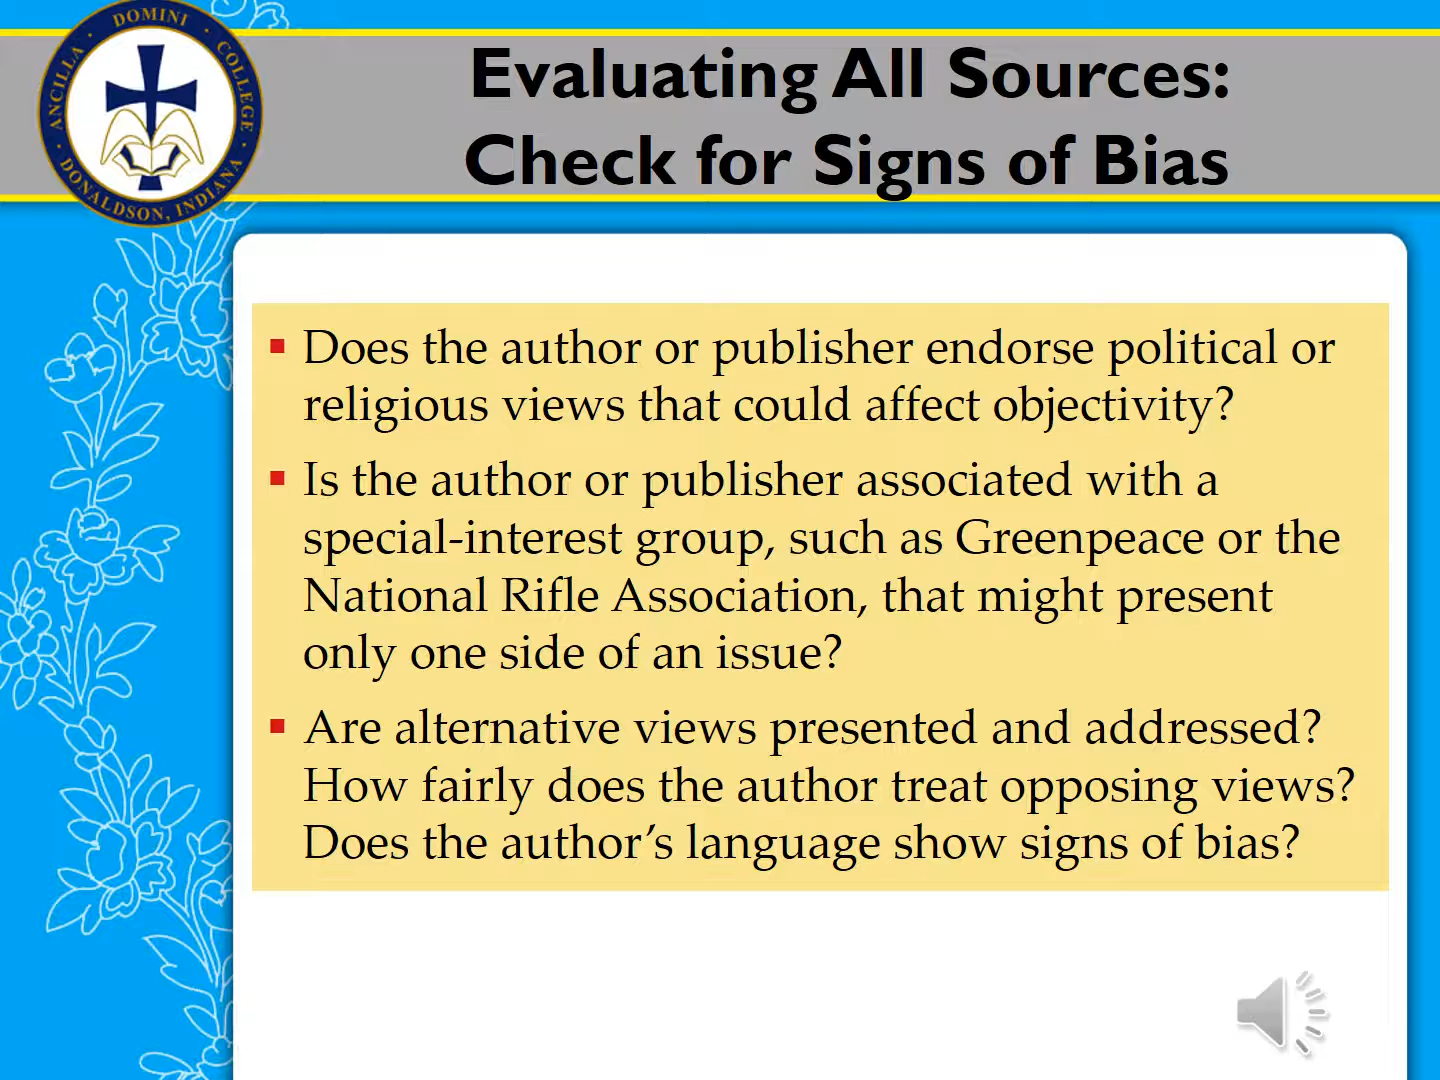 ANCILLA · DOMINI · COLLEGE · DONALDSON, INDIANA ·
Evaluating All Sources:
Check for Signs of Bias
▪ Does the author or publisher endorse political or
religious views that could affect objectivity?
▪ Is the author or publisher associated with a
special-interest group, such as Greenpeace or the
National Rifle Association, that might present
only one side of an issue?
▪ Are alternative views presented and addressed?
How fairly does the author treat opposing views?
Does the author’s language show signs of bias?